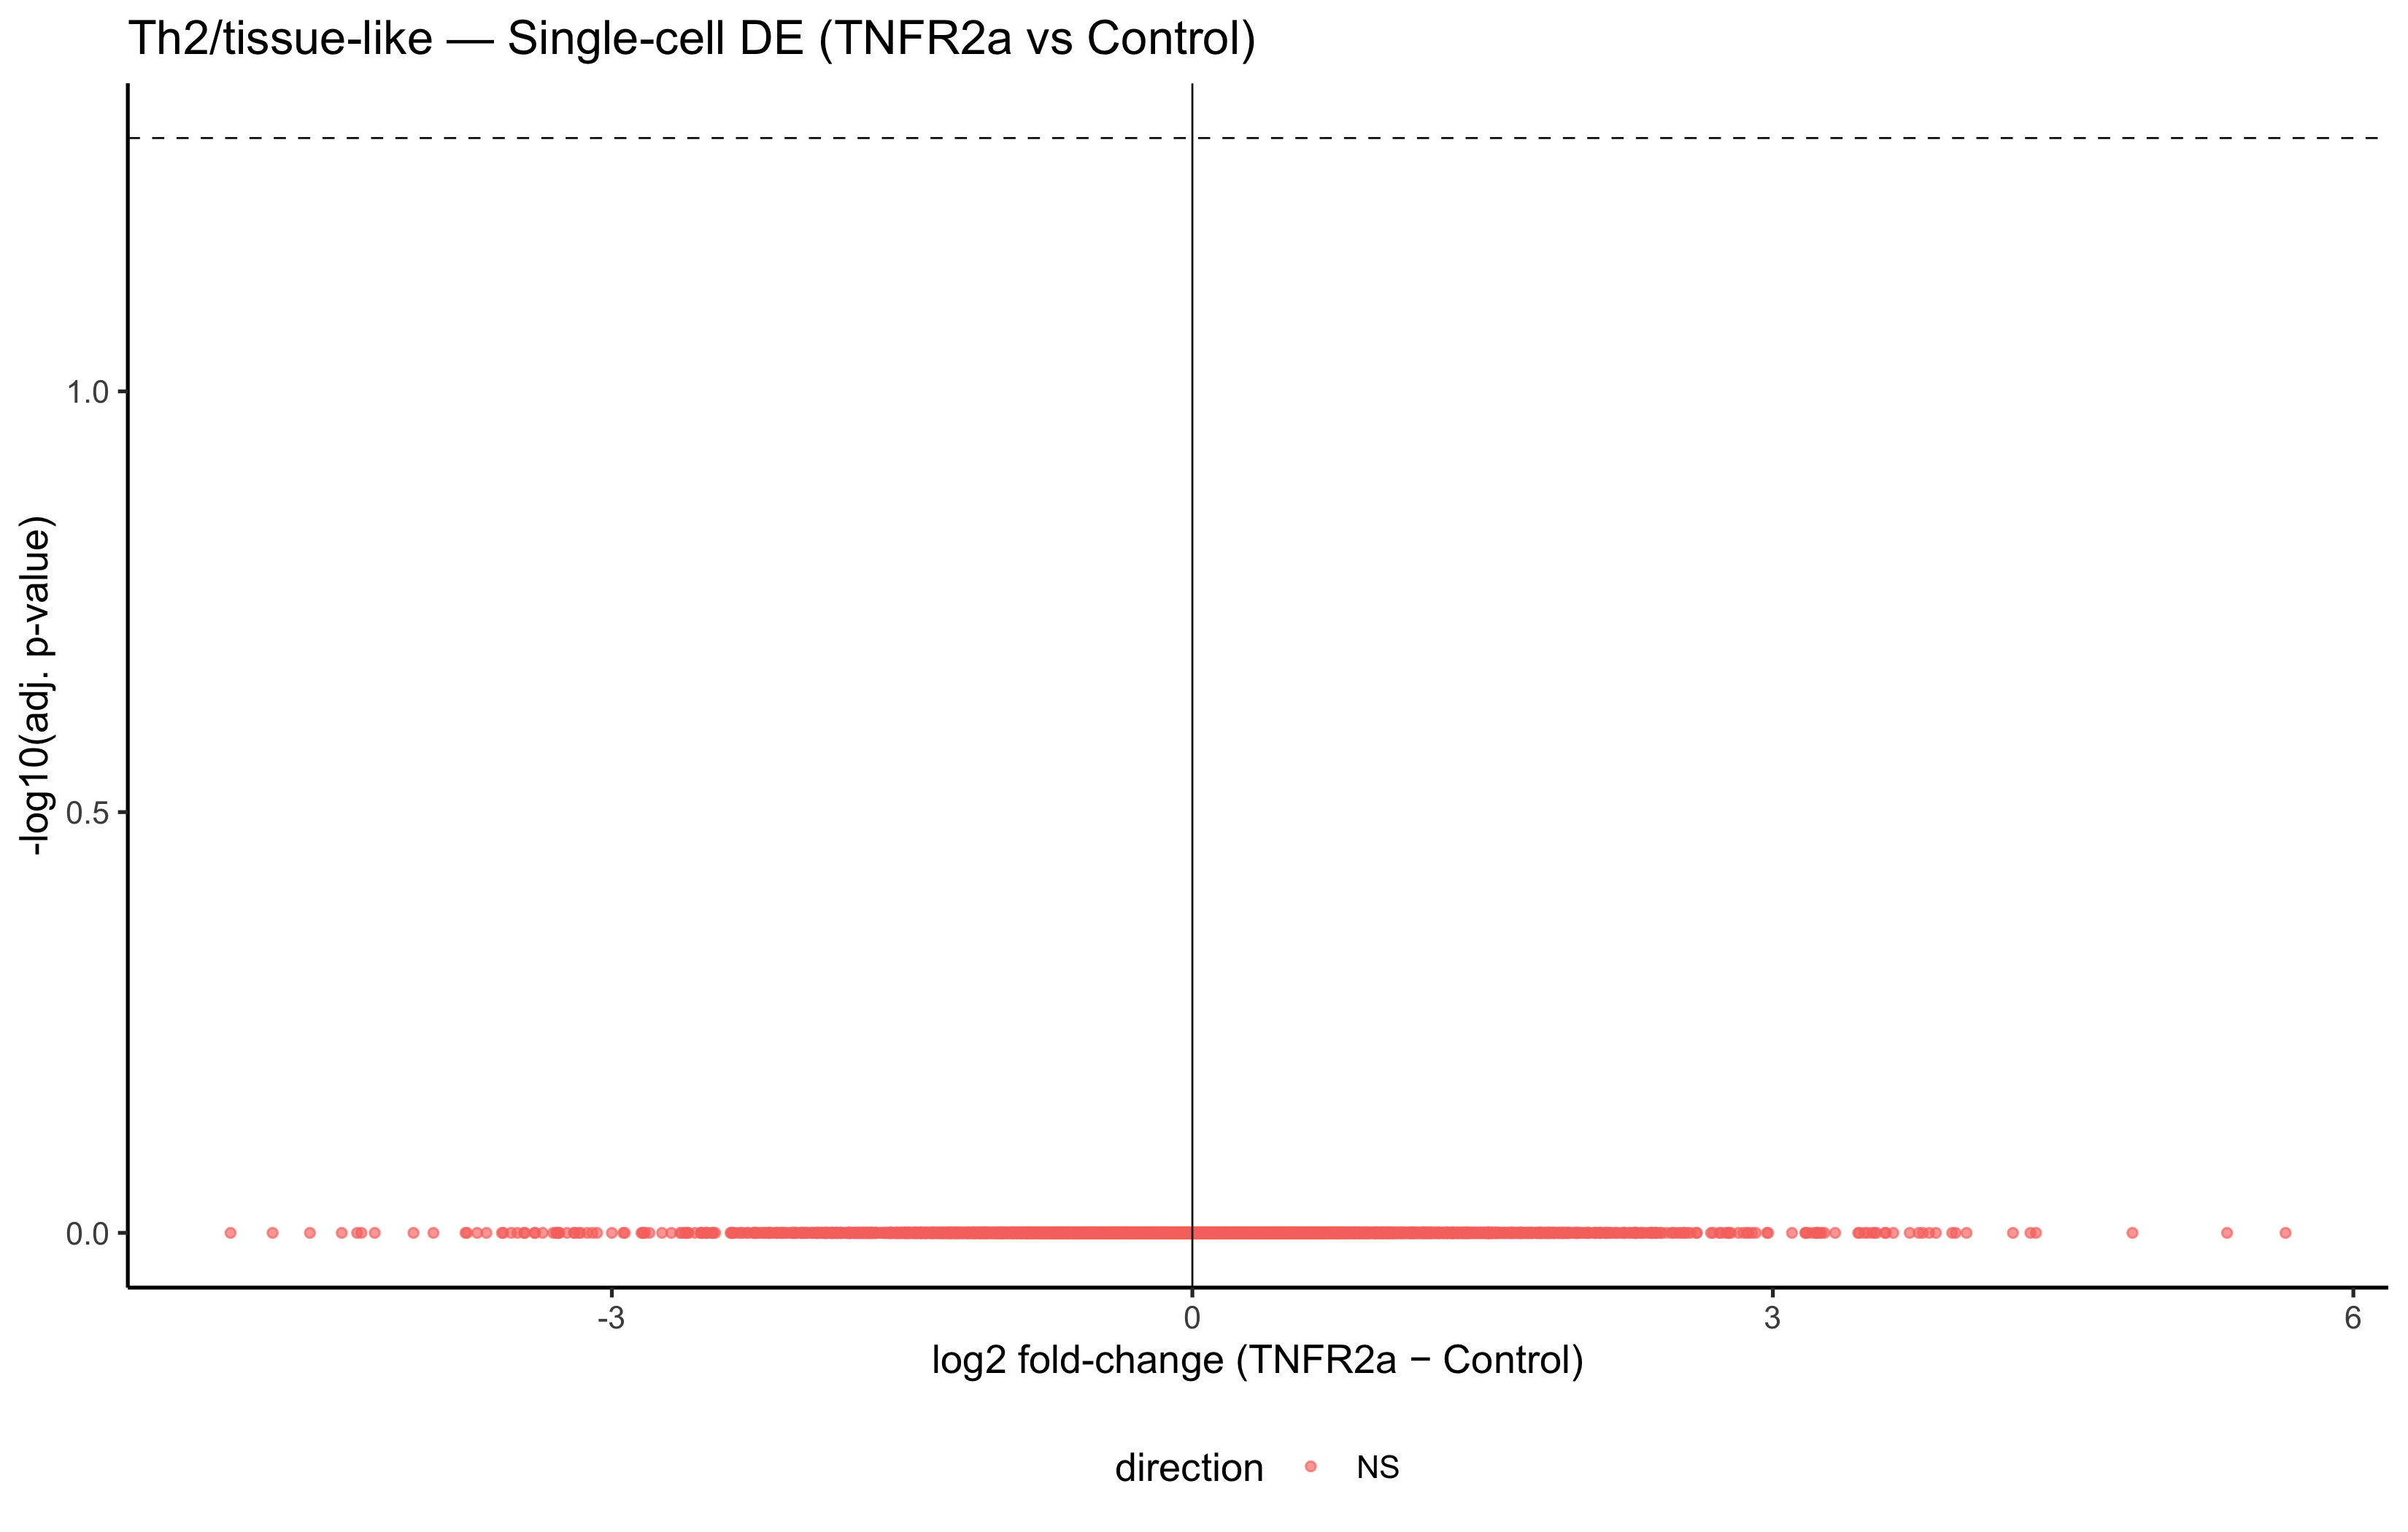 Th2/tissue-like — Single-cell DE (TNFR2a vs Control)
-log10(adj. p-value)
1.0
0.5
0.0
-3
0
3
6
log2 fold-change (TNFR2a − Control)
direction
NS